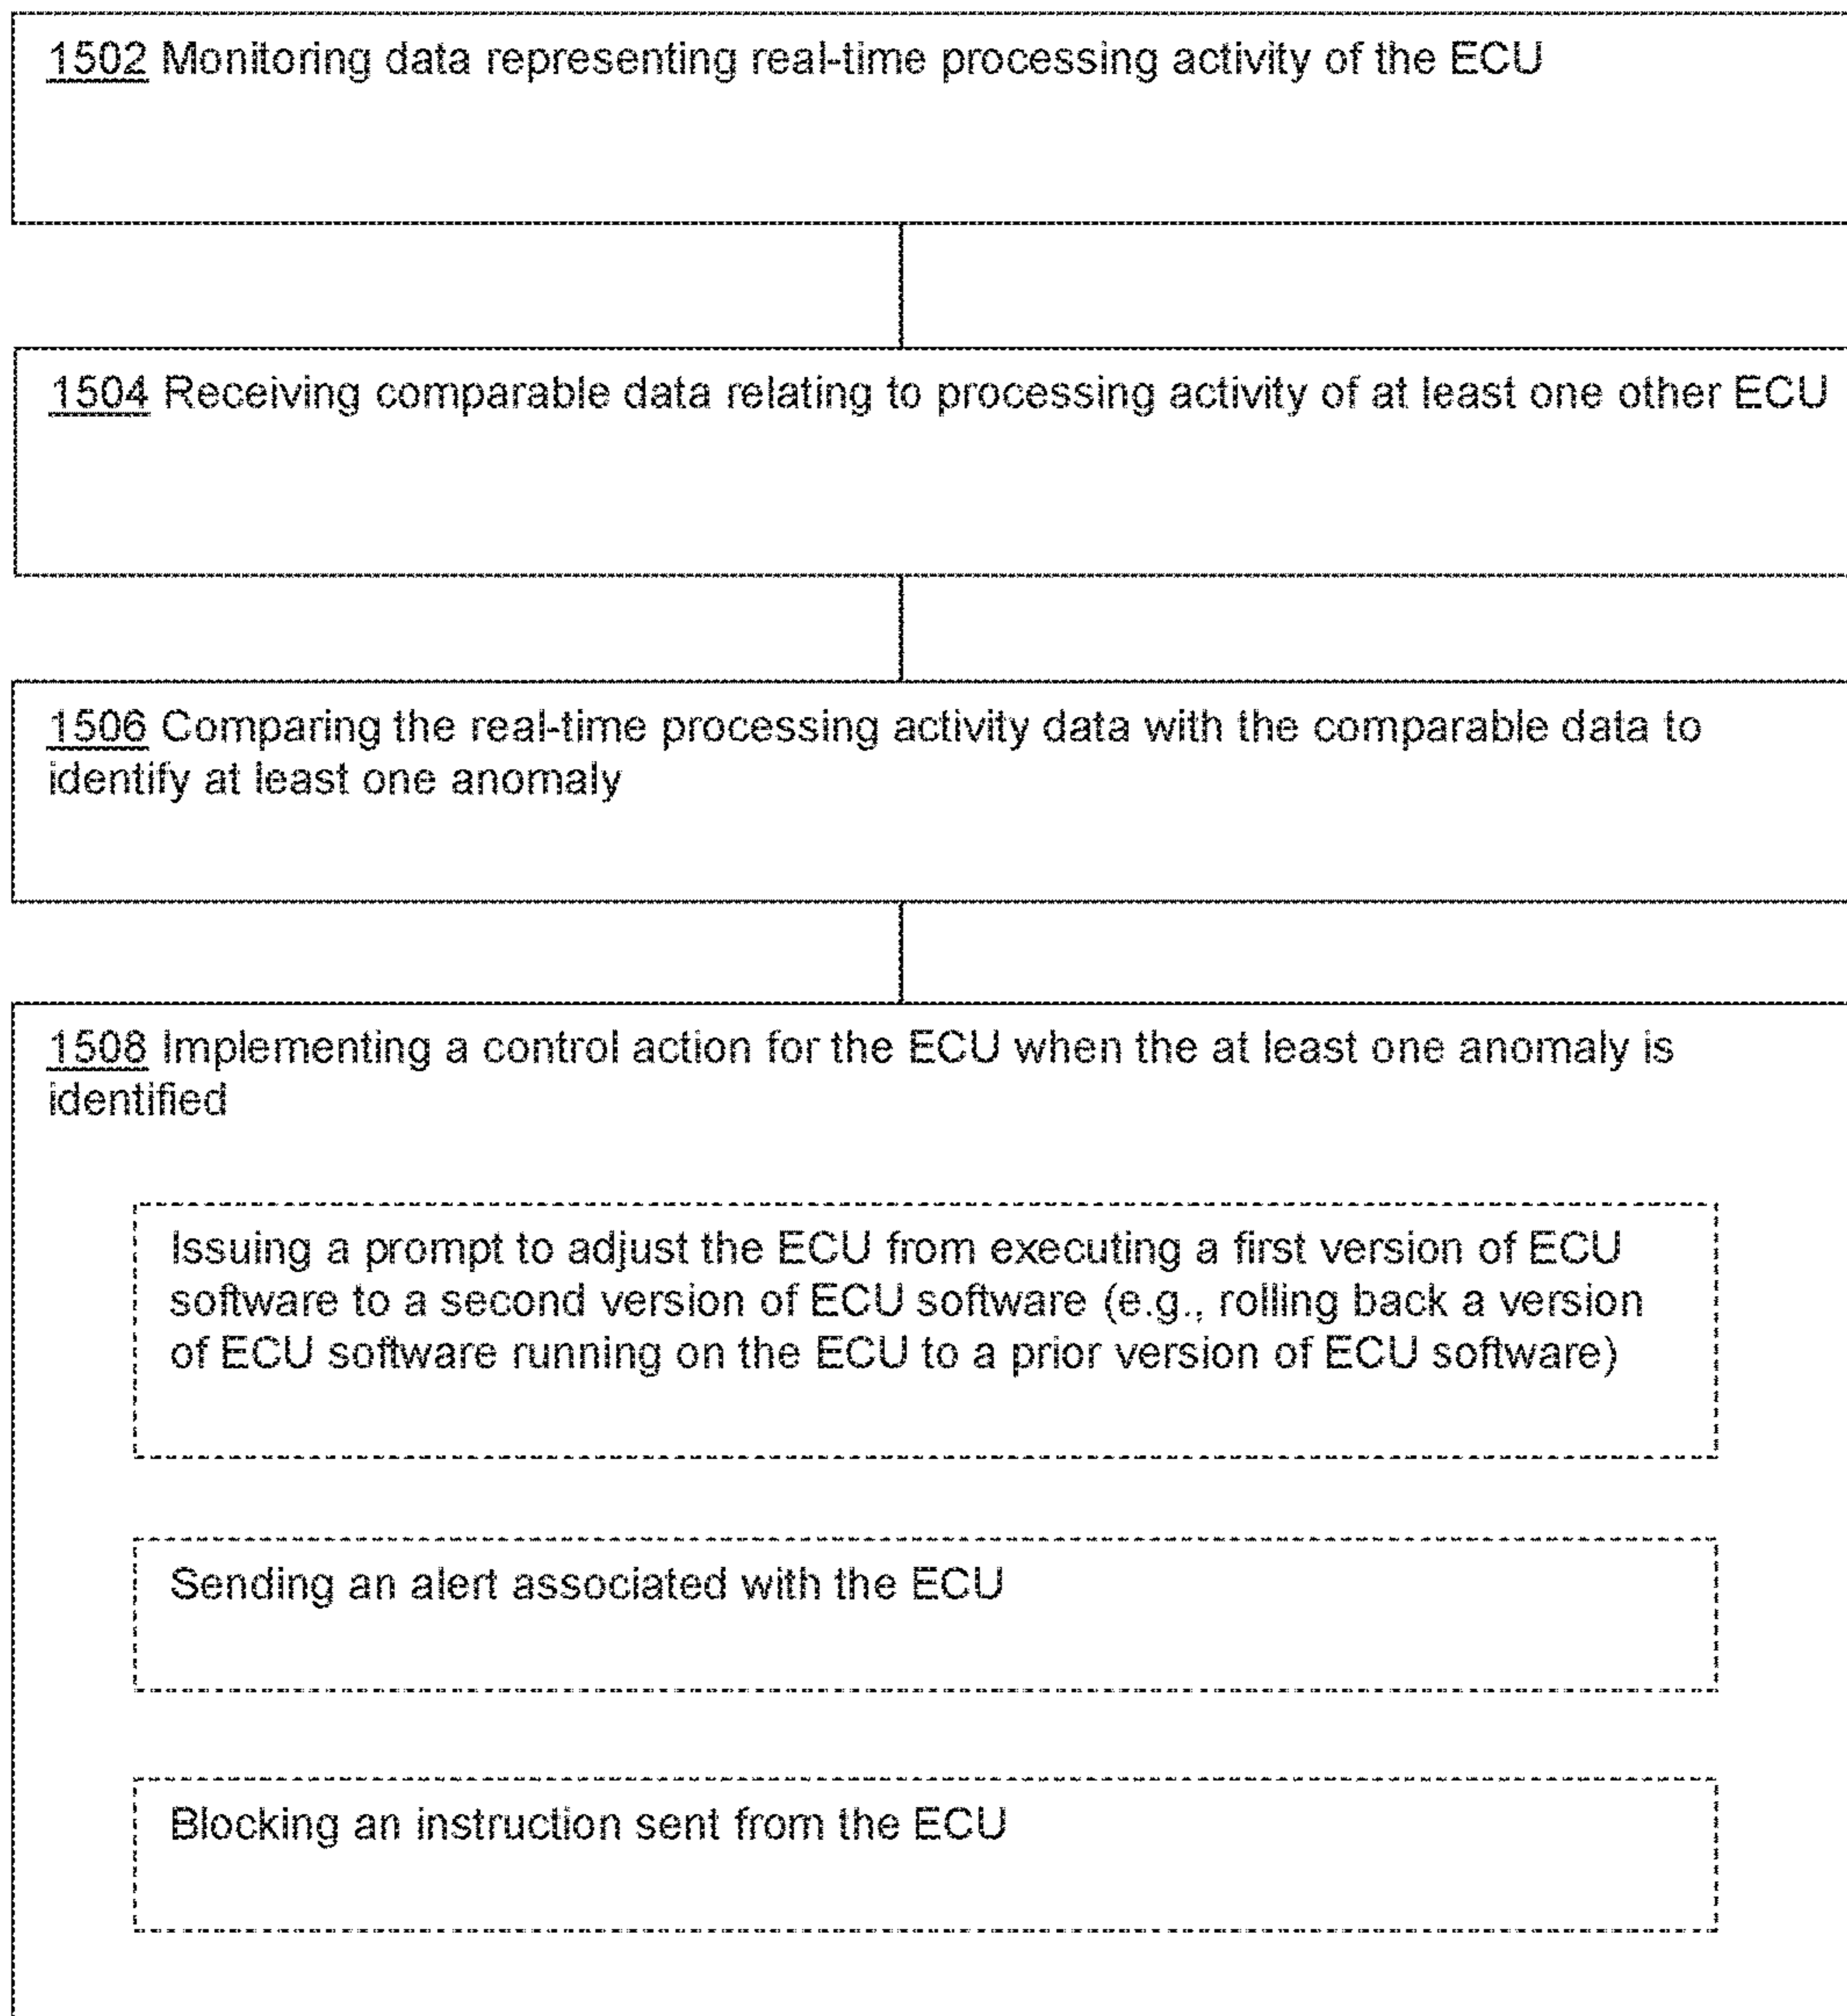 1502 Monitoring data representing real-time processing activity of the ECU
1504 Receiving comparable data relating to processing activity of at least one other ECU
1506 Comparing the real-time processing activity data with the comparable data to
identify at least one anomaly
1508 Implementing a control action for the ECU when the at least one anomaly is
identified
Issuing a prompt to adjust the ECU from executing a first version of ECU
software to a second version of ECU software (e.g., rolling back a version
of ECU software running on the ECU to a prior version of ECU software)
Sending an alert associated with the ECU
Blocking an instruction sent from the ECU